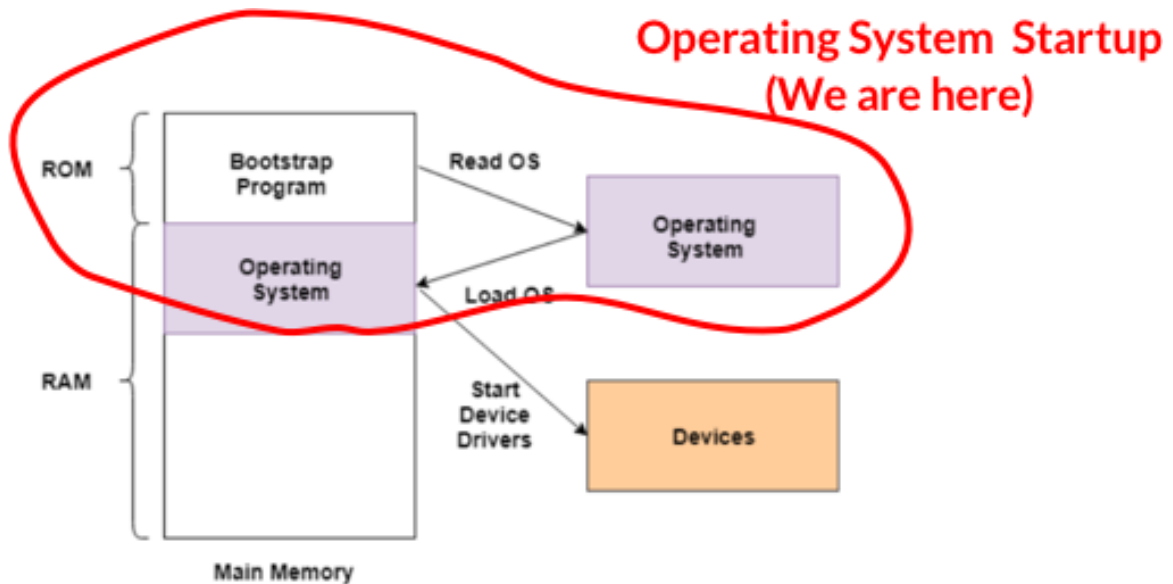 Operating System Startup
(We are here)
ROM
Bootstrap
Program
Read OS
Operating
System
Operating
System
Load OS
RAM
Start
Device
Drivers
Devices
Main Memory